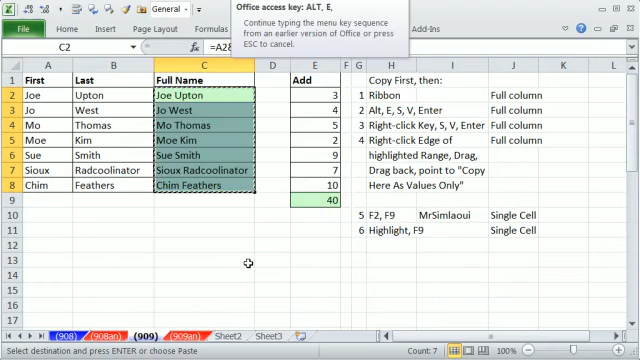 Office access key: ALT, E,
Continue typing the menu key sequence
from an earlier version of Office or press
ESC to cancel.
General
File
Add-Ins
C2
fx
=A2&
A B C D E F G H I J K L
1 First Last Full Name Add Copy First, then:
2 Joe Upton Joe Upton 3 1 Ribbon Full column
3 Jo West Jo West 4 2 Alt, E, S, V, Enter Full column
4 Mo Thomas Mo Thomas 5 3 Right-click Key, S, V, Enter Full column
5 Moe Kim Moe Kim 2 4 Right-click Edge of Full column
6 Sue Smith Sue Smith 9 highlighted Range, Drag,
7 Sioux Radcoolinator Sioux Radcoolinator 7 Drag back, point to "Copy
8 Chim Feathers Chim Feathers 10 Here As Values Only"
9 40
10 5 F2, F9 MrSimlaoui Single Cell
11 6 Highlight, F9 Single Cell
12
13
14
15
16
17
(908) (908an) (909) (909an) Sheet2 Sheet3
Select destination and press ENTER or choose Paste Count: 7 100%